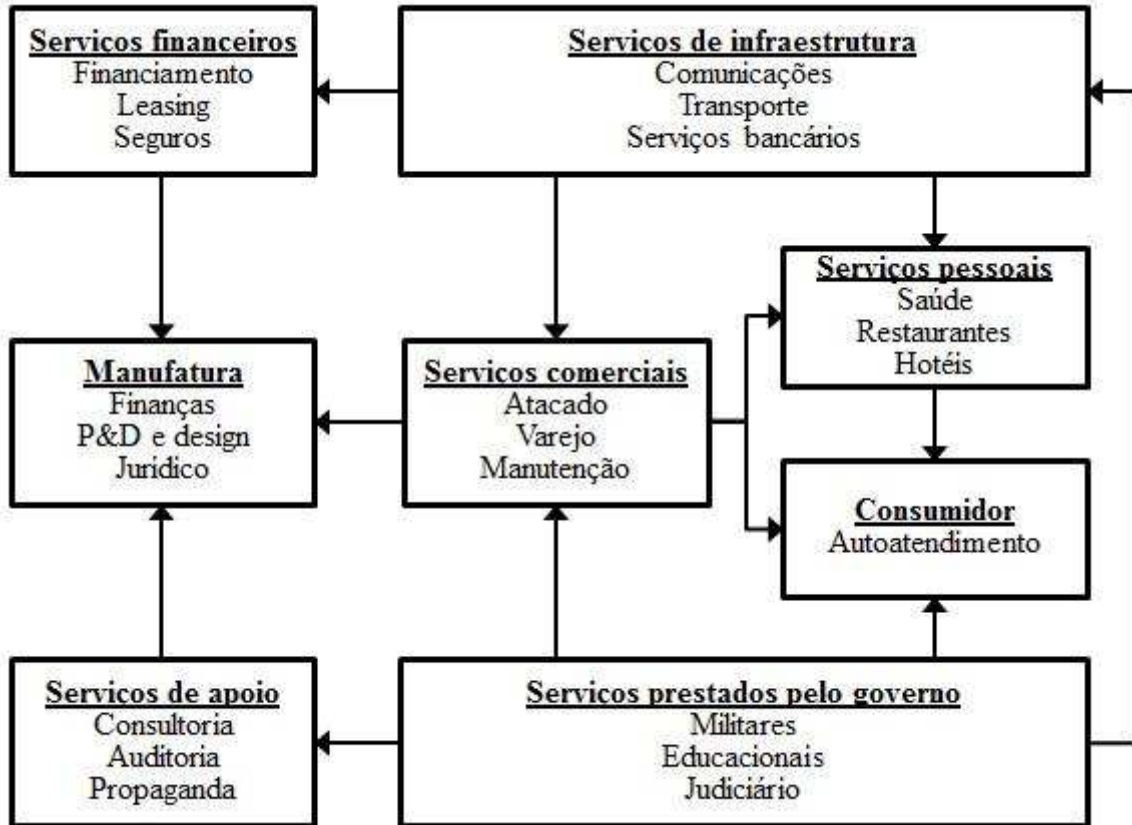 Servicos financeiros
Financiamento
Leasing
Seguros
Servicos de infraestrutura
Comunicações
Transporte
Serviços bancários
Serviços pessoais
Saúde
Restaurantes
Hotéis
Manufatura
Finanças
P&D e design
Jurídico
Servicos comerciais
Atacado
Varejo
Manutenção
Consumidor
Autoatendimento
Servicos de apoio
Consultoria
Auditoria
Propaganda
Servicos prestados pelo governo
Militares
Educacionais
Judiciário